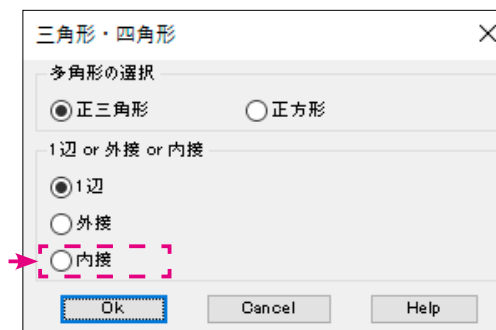 三角形・四角形
多角形の選択
正三角形 正方形
1辺 or 外接 or 内接
1辺
外接
内接
Ok Cancel Help